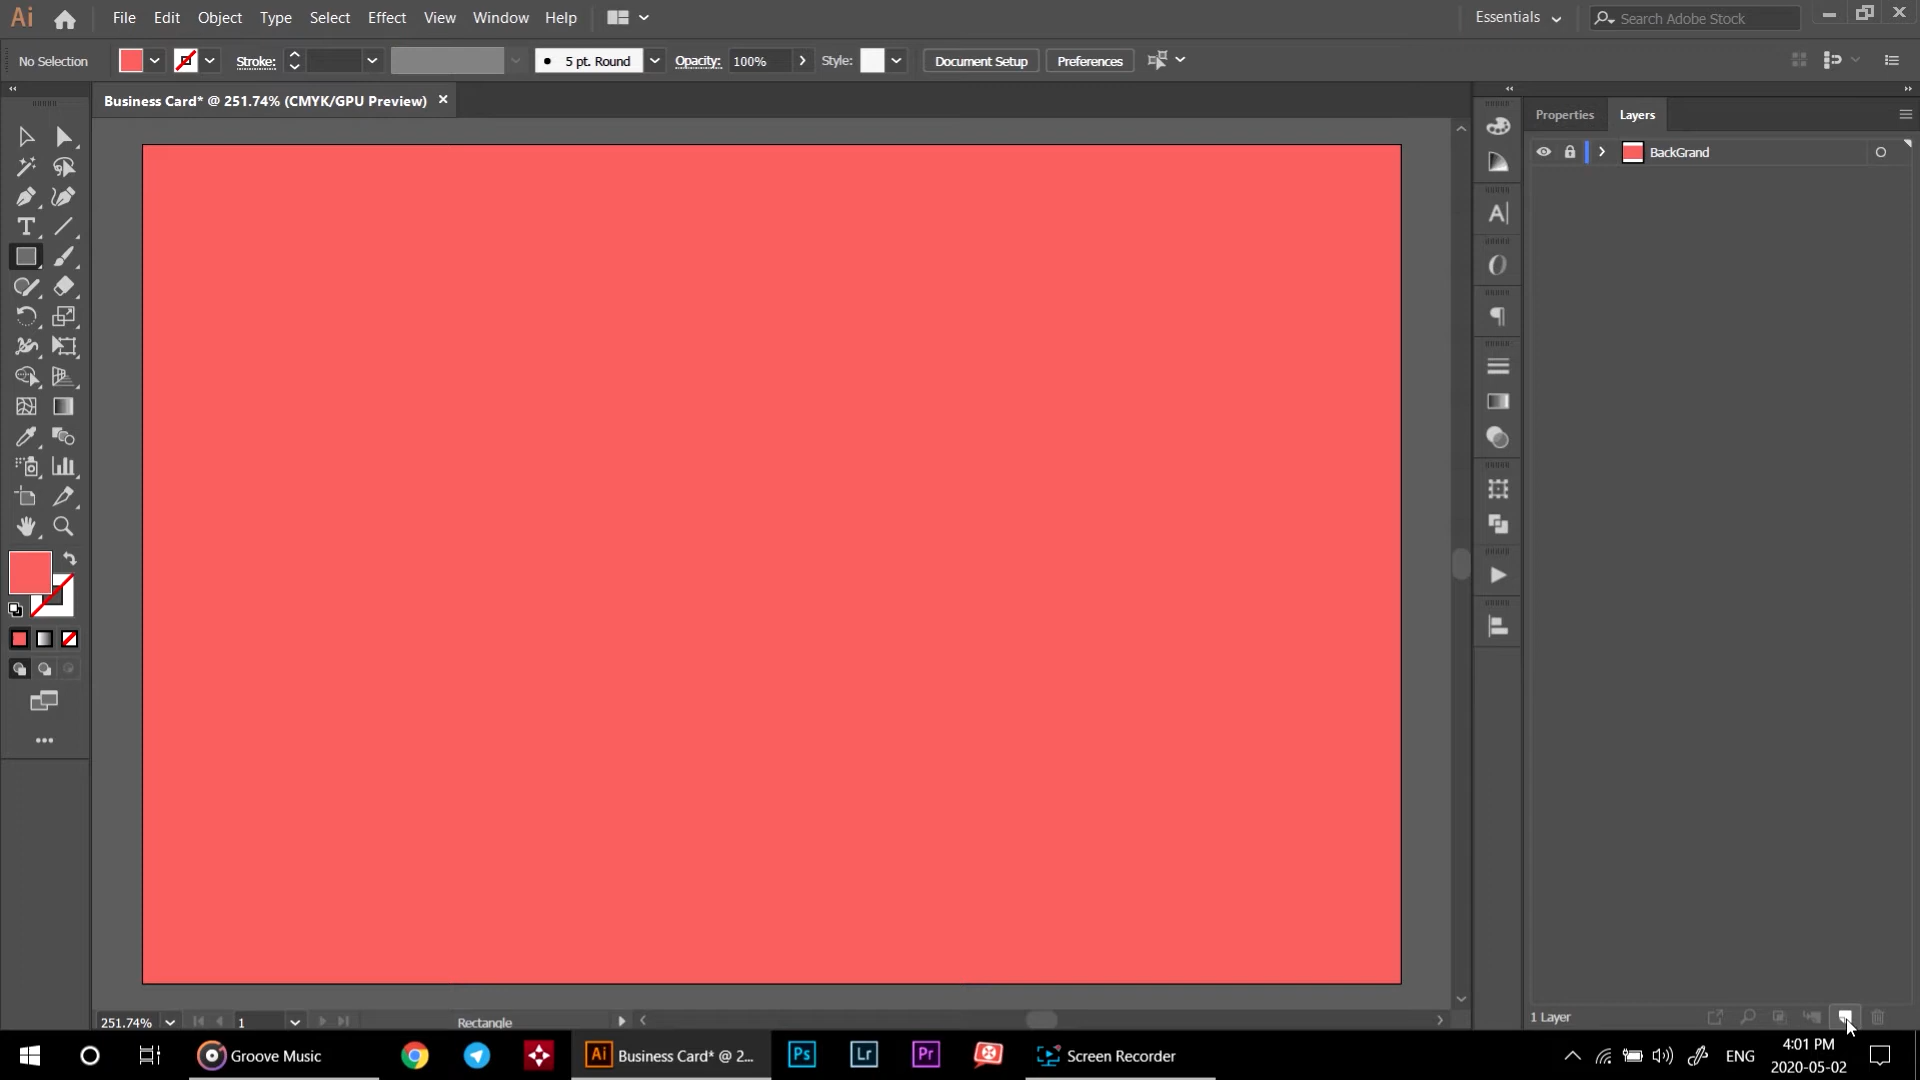 Ai File Edit Object Type Select Effect View Window Help Essentials Search Adobe Stock
No Selection Stroke: 5 pt. Round Opacity: 100% Style: Document Setup Preferences
Business Card* @ 251.74% (CMYK/GPU Preview)
Properties Layers
BackGrand
251.74% 1 Rectangle
1 Layer
Groove Music Ai Business Card* @ 2... Ps Lr Pr Screen Recorder ENG
4:01 PM
2020-05-02